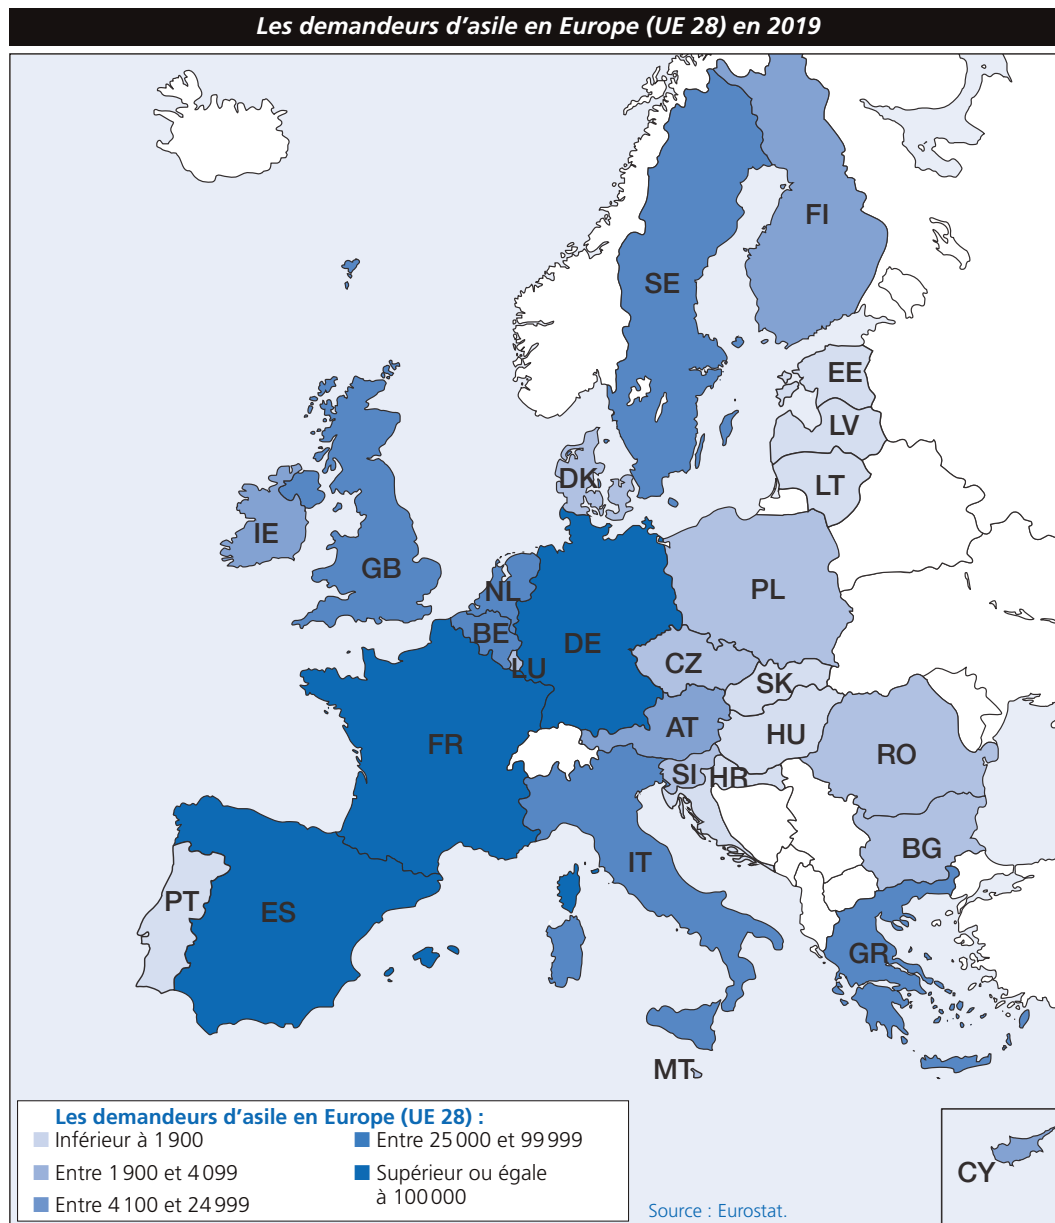 Les demandeurs d'asile en Europe (UE 28) en 2019
FI
SE
EE
LV
LT
DK
IE
GB
NL
PL
BE
DE
LU
CZ
SK
AT
HU
FR
RO
SI
HR
BG
IT
PT
ES
GR
MT
CY
Les demandeurs d'asile en Europe (UE 28) :
Inférieur à 1 900
Entre 1 900 et 4 099
Entre 4 100 et 24 999
Entre 25 000 et 99 999
Supérieur ou égale
à 100 000
Source : Eurostat.